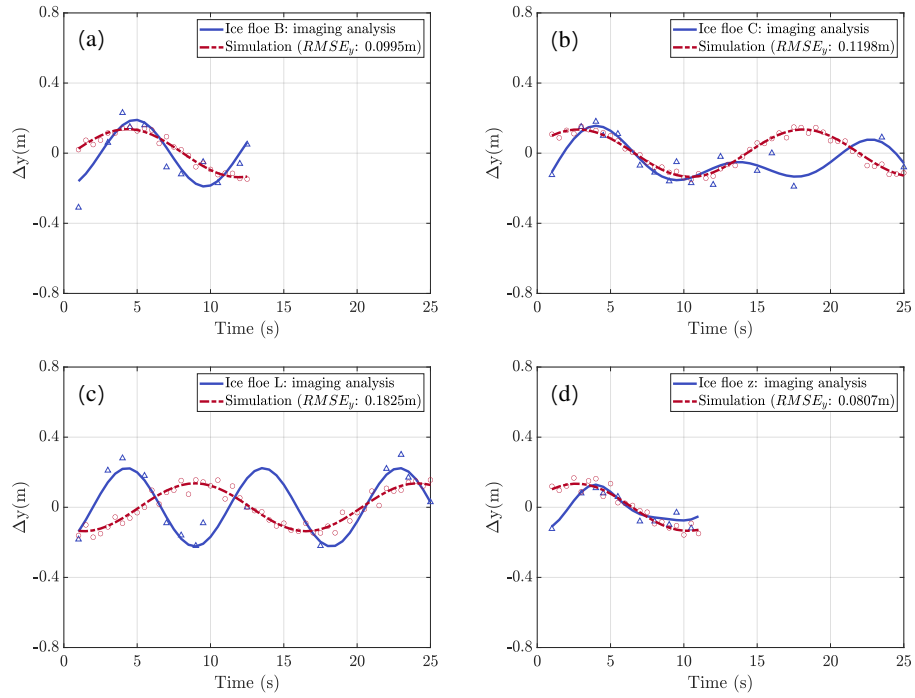 (a)
Ice floe B: imaging analysis
Simulation (RMSE_y: 0.0995m)
0.8
0.4
0
-0.4
-0.8
Δy(m)
0 5 10 15 20 25
Time (s)
(b)
Ice floe C: imaging analysis
Simulation (RMSE_y: 0.1198m)
0.8
0.4
0
-0.4
-0.8
Δy(m)
0 5 10 15 20 25
Time (s)
(c)
Ice floe L: imaging analysis
Simulation (RMSE_y: 0.1825m)
0.8
0.4
0
-0.4
-0.8
Δy(m)
0 5 10 15 20 25
Time (s)
(d)
Ice floe z: imaging analysis
Simulation (RMSE_y: 0.0807m)
0.8
0.4
0
-0.4
-0.8
Δy(m)
0 5 10 15 20 25
Time (s)